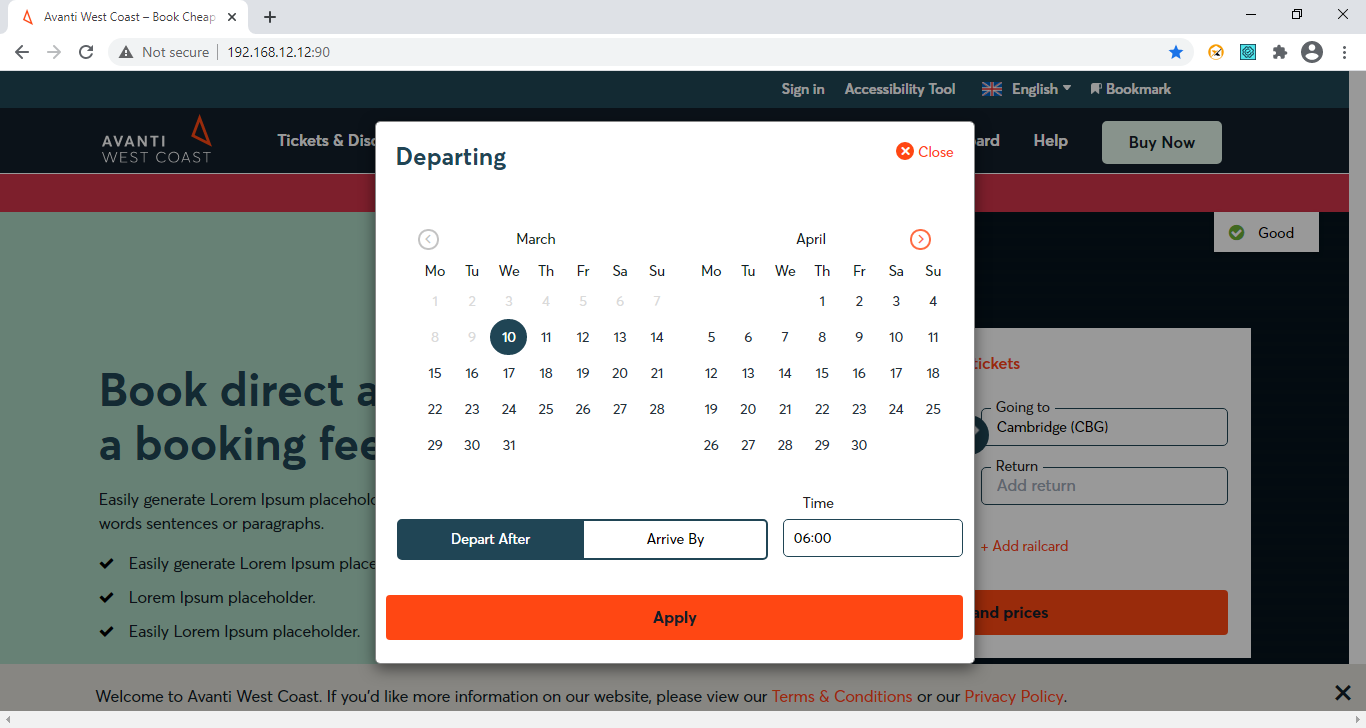 Avanti West Coast – Book Cheap
Not secure 192.168.12.12:90
Sign in Accessibility Tool English Bookmark
AVANTI
WEST COAST
Tickets & Disc
ard Help Buy Now
Departing Close
Good
March April
Mo Tu We Th Fr Sa Su Mo Tu We Th Fr Sa Su
1 2 3 4 5 6 7 1 2 3 4
8 9 10 11 12 13 14 5 6 7 8 9 10 11
15 16 17 18 19 20 21 12 13 14 15 16 17 18
22 23 24 25 26 27 28 19 20 21 22 23 24 25
29 30 31 26 27 28 29 30
Time
Depart After Arrive By 06:00
Apply
Book direct a
a booking fee
Easily generate Lorem Ipsum placehold
words sentences or paragraphs.
Easily generate Lorem Ipsum place
Lorem Ipsum placeholder.
Easily Lorem Ipsum placeholder.
tickets
Going to
Cambridge (CBG)
Return
Add return
+ Add railcard
and prices
Welcome to Avanti West Coast. If you'd like more information on our website, please view our Terms & Conditions or our Privacy Policy.